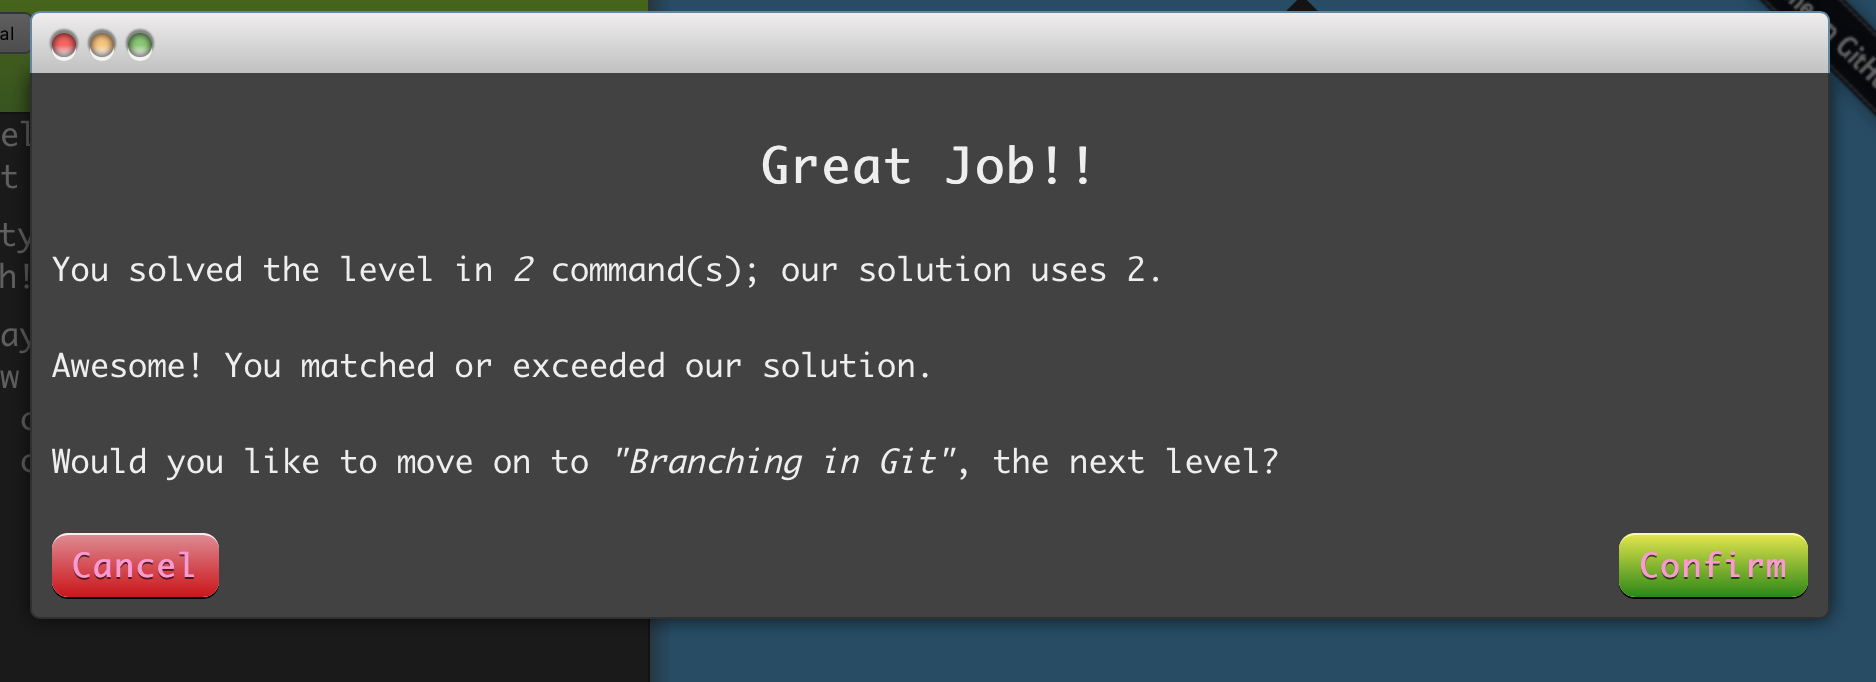 al
Great Job!!
You solved the level in 2 command(s); our solution uses 2.
Awesome! You matched or exceeded our solution.
Would you like to move on to "Branching in Git", the next level?
Cancel
Confirm